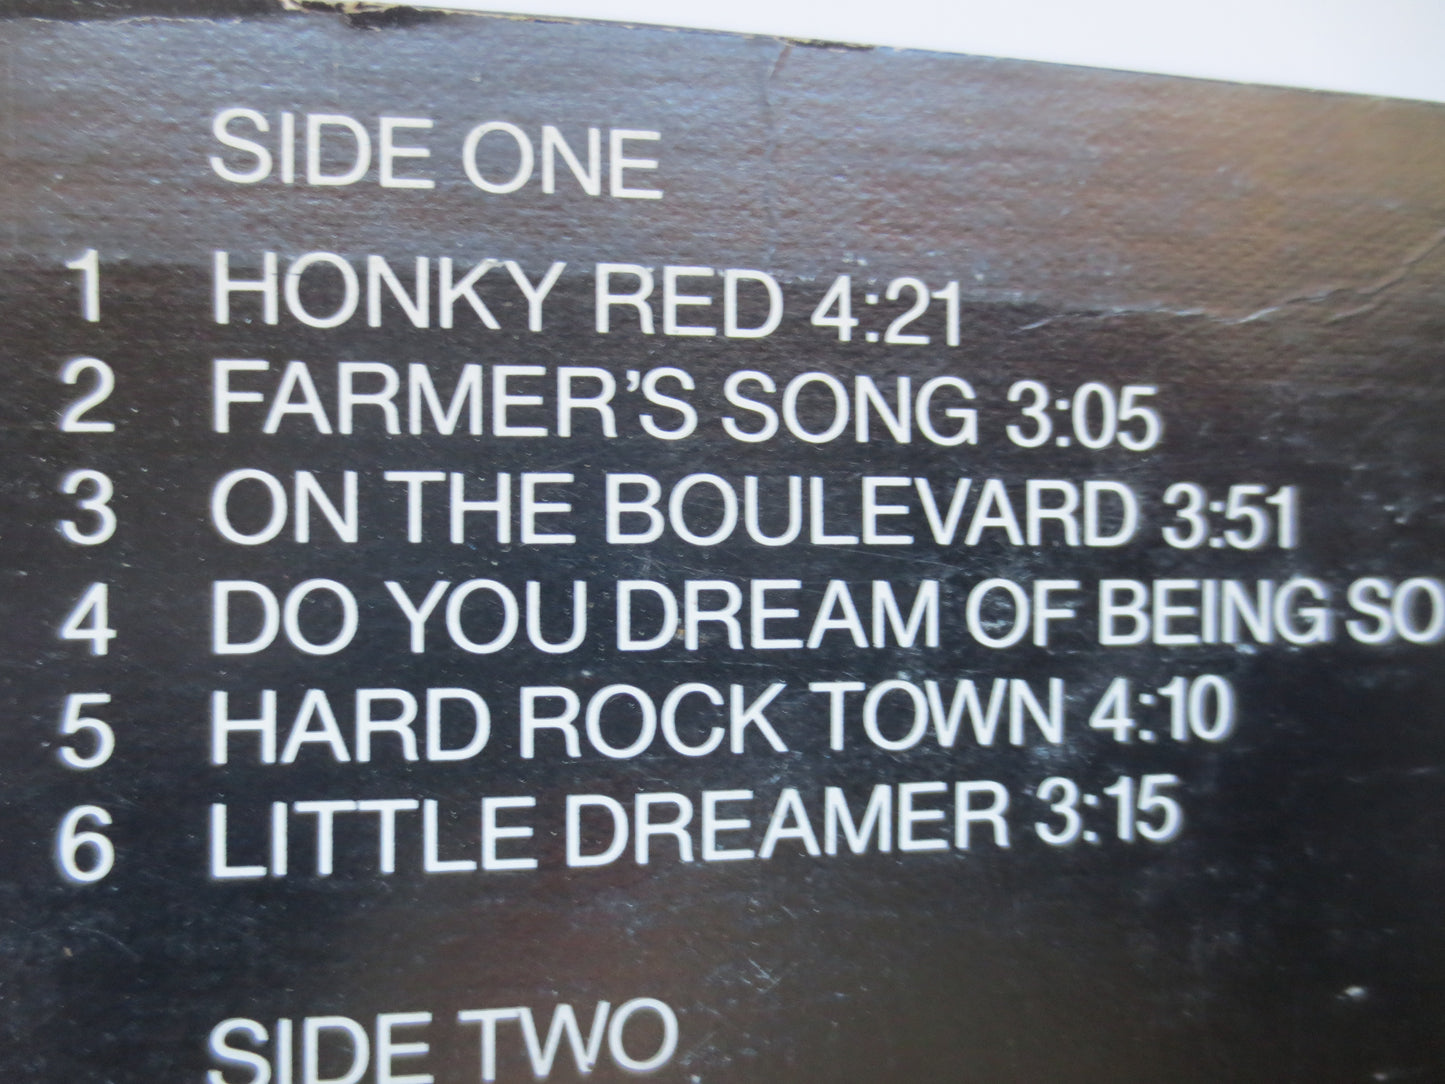 SIDE ONE
1 HONKY RED 4:21
2 FARMER'S SONG 3:05
3 ON THE BOULEVARD 3:51
4 DO YOU DREAM OF BEING SO
5 HARD ROCK TOWN 4:10
6 LITTLE DREAMER 3:15
SIDE TWO